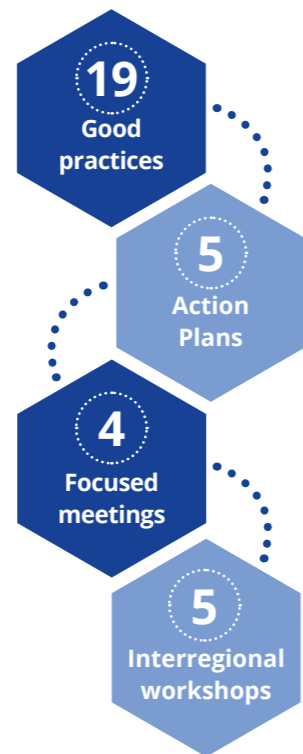 19
Good
practices
5
Action
Plans
4
Focused
meetings
5
Interregional
workshops